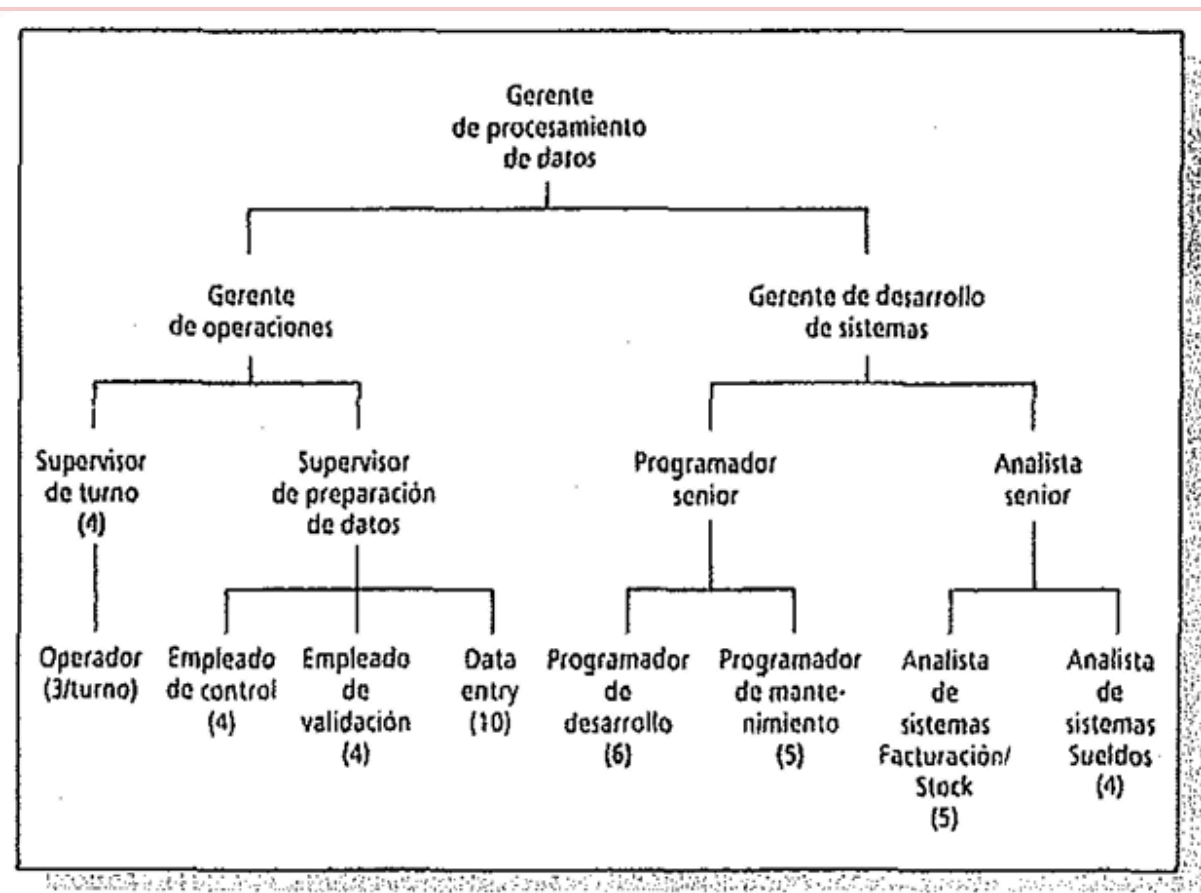 Gerente
de procesamiento
de datos
Gerente
de operaciones
Gerente de desarrollo
de sistemas
Supervisor
de turno
(4)
Supervisor
de preparación
de datos
Programador
senior
Analista
senior
Operador
(3/turno)
Empleado
de control
(4)
Empleado
de
validación
(4)
Data
entry
(10)
Programador
de
desarrollo
(6)
Programador
de mante-
nimiento
(5)
Analista
de
sistemas
Facturación/
Stock
(5)
Analista
de
sistemas
Sueldos
(4)